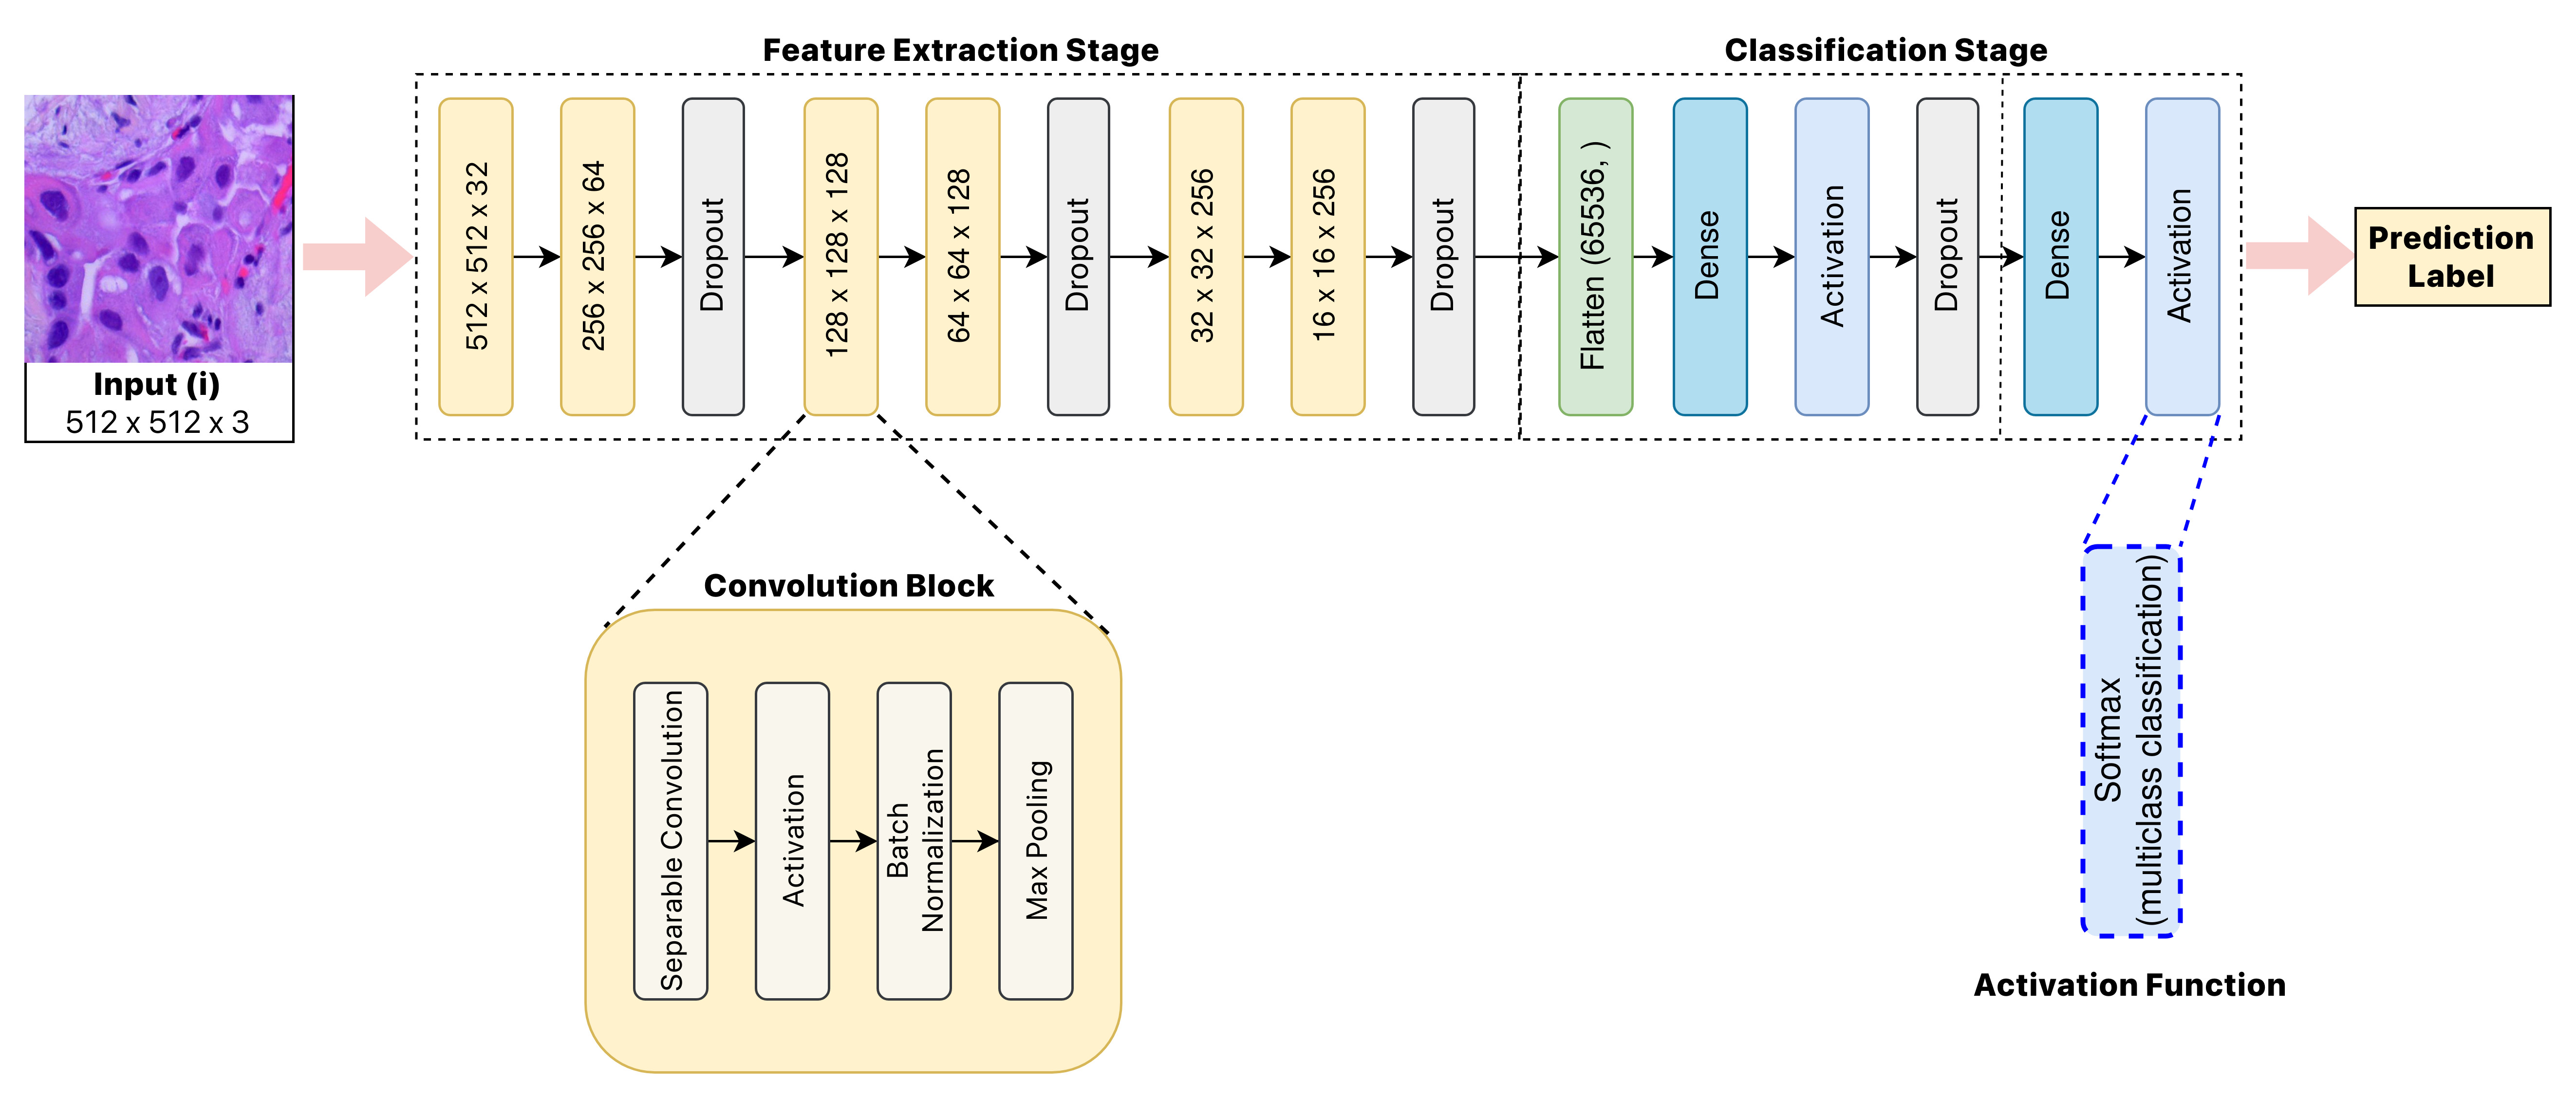 Feature Extraction Stage
Classification Stage
Input (i)
512 x 512 x 3
512 x 512 x 32
256 x 256 x 64
Dropout
128 x 128 x 128
64 x 64 x 128
Dropout
32 x 32 x 256
16 x 16 x 256
Dropout
Flatten (65536, )
Dense
Activation
Dropout
Dense
Activation
Prediction
Label
Convolution Block
Separable Convolution
Activation
Batch
Normalization
Max Pooling
Softmax
(multiclass classification)
Activation Function